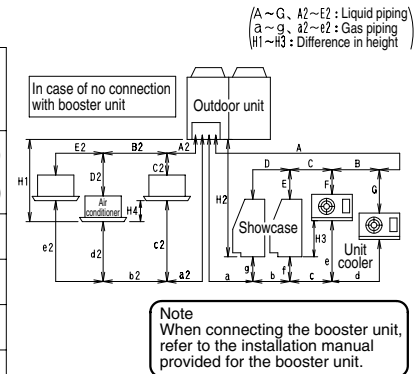 A~G、A2~E2 : Liquid piping
a~g、a2~e2 : Gas piping
H1~H3 : Difference in height
In case of no connection
with booster unit
Outdoor unit
E2
B2
A2
A
H1
D2
C2
H2
D
C
B
E
F
G
Air
conditioner
H4
Showcase
H3
Unit
cooler
e2
d2
c2
g
f
e
b2
a2
a
b
c
d
Note
When connecting the booster unit,
refer to the installation manual
provided for the booster unit.